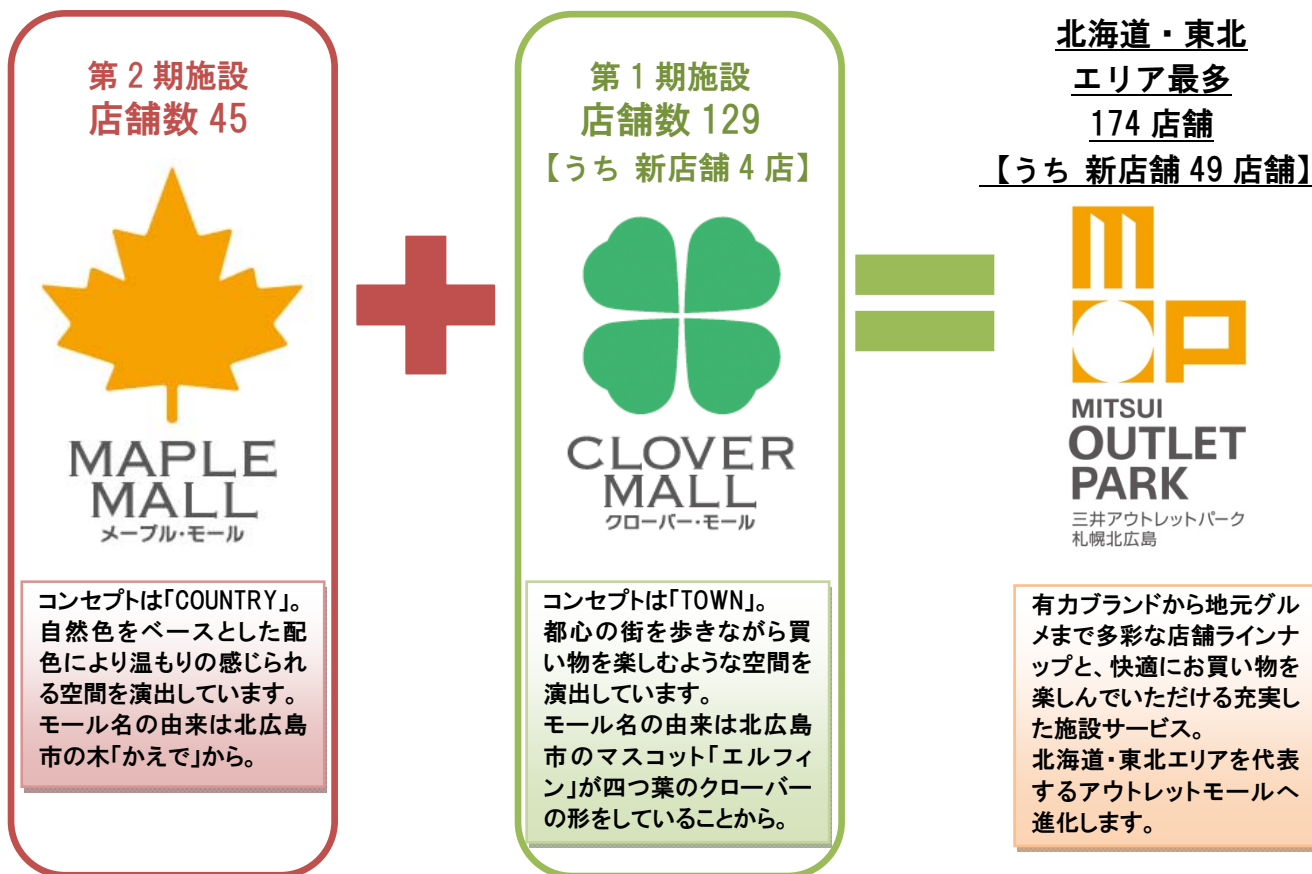 第2期施設
店舗数 45
MAPLE
MALL
メープル・モール
コンセプトは「COUNTRY」。
自然色をベースとした配
色により温もりの感じられ
る空間を演出しています。
モール名の由来は北広島
市の木「かえで」から。
第1期施設
店舗数 129
【うち 新店舗4店】
CLOVER
MALL
クローバー・モール
コンセプトは「TOWN」。
都心の街を歩きながら買
い物を楽しむような空間を
演出しています。
モール名の由来は北広島
市のマスコット「エルフィ
ン」が四つ葉のクローバー
の形をしていることから。
北海道・東北
エリア最多
174 店舗
【うち 新店舗 49 店舗】
MOP
MITSUI
OUTLET
PARK
三井アウトレットパーク
札幌北広島
有力ブランドから地元グル
メまで多彩な店舗ラインナ
ップと、快適にお買い物を
楽しんでいただける充実し
た施設サービス。
北海道・東北エリアを代表
するアウトレットモールへ
進化します。